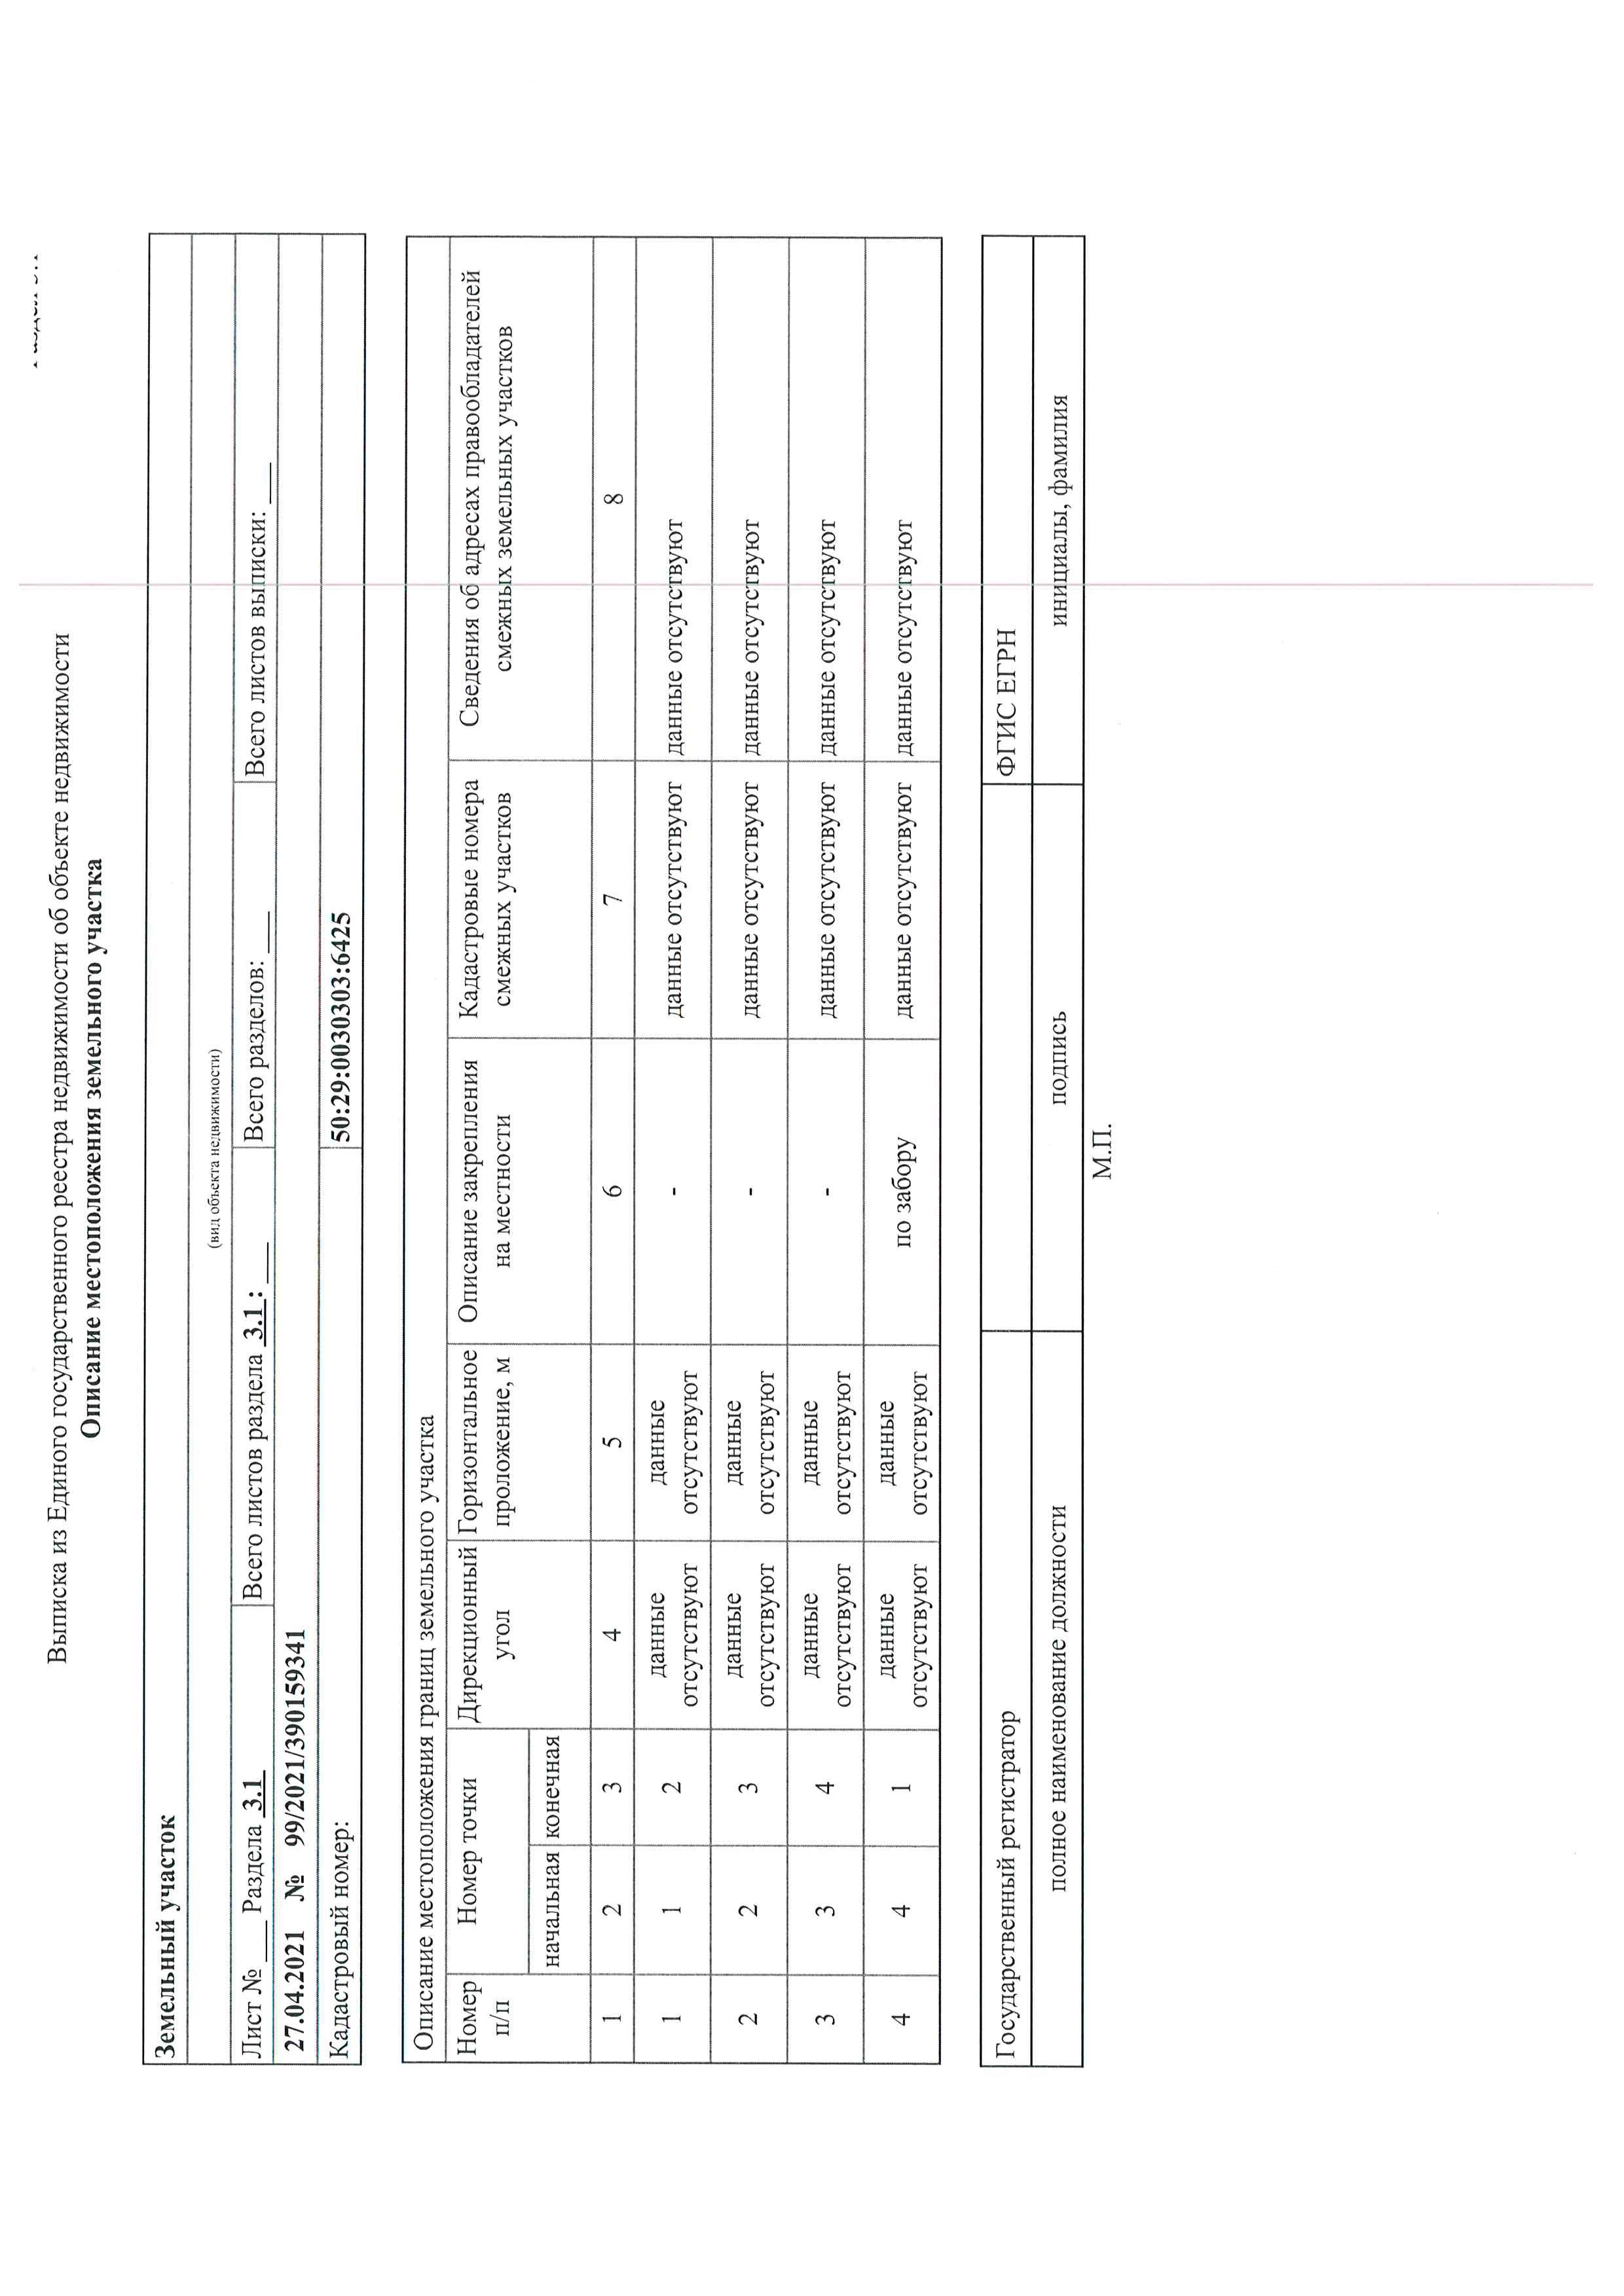 Выписка из Единого государственного реестра недвижимости об объекте недвижимости
Описание местоположения земельного участка
Земельный участок
(вид объекта недвижимости)
Лист № ___ Раздела 3.1 Всего листов раздела 3.1 : ___ Всего разделов: ___ Всего листов выписки: ___
27.04.2021 № 99/2021/390159341
Кадастровый номер: 50:29:0030303:6425
Описание местоположения границ земельного участка
Номер п/п Номер точки Дирекционный угол Горизонтальное проложение, м Описание закрепления на местности Кадастровые номера смежных участков Сведения об адресах правообладателей смежных земельных участков
начальная конечная
1 2 3 4 5 6 7 8
1 1 2 данные отсутствуют данные отсутствуют - данные отсутствуют данные отсутствуют
2 2 3 данные отсутствуют данные отсутствуют - данные отсутствуют данные отсутствуют
3 3 4 данные отсутствуют данные отсутствуют - данные отсутствуют данные отсутствуют
4 4 1 данные отсутствуют данные отсутствуют по забору данные отсутствуют данные отсутствуют
Государственный регистратор ФГИС ЕГРН
полное наименование должности подпись инициалы, фамилия
М.П.